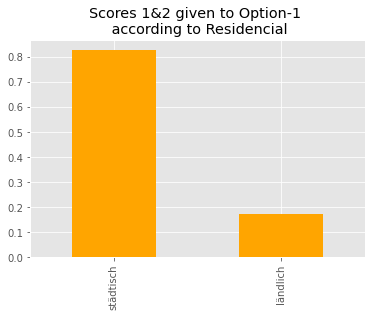 Scores 1&2 given to Option-1
according to Residencial
0.8
0.7
0.6
0.5
0.4
0.3
0.2
0.1
0.0
städtisch
ländlich